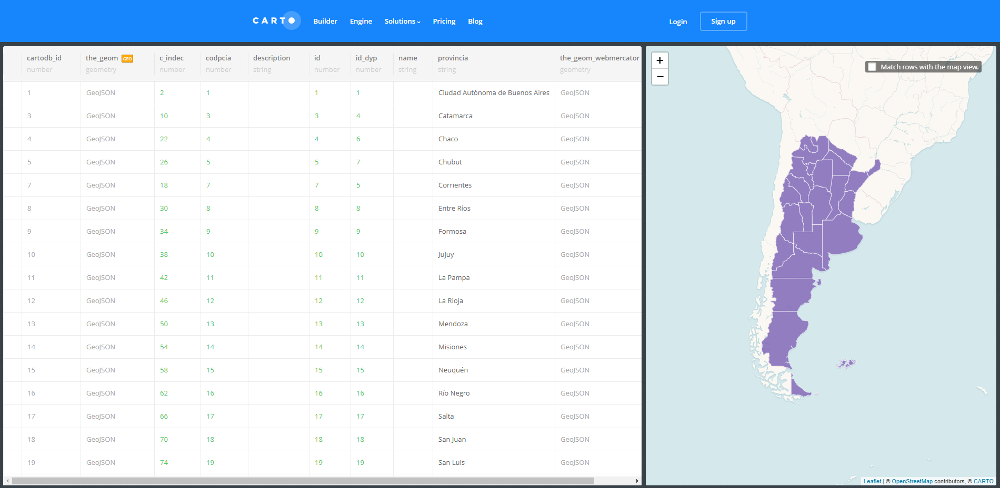 CARTO Builder Engine Solutions Pricing Blog Login Sign up
cartodb_id the_geom GEO c_indec codpcia description id id_dyp name provincia the_geom_webmercator
number geometry number number string number number string string geometry
1 GeoJSON 2 1 1 1 Ciudad Autónoma de Buenos Aires GeoJSON
3 GeoJSON 10 3 3 4 Catamarca GeoJSON
4 GeoJSON 22 4 4 6 Chaco GeoJSON
5 GeoJSON 26 5 5 7 Chubut GeoJSON
7 GeoJSON 18 7 7 5 Corrientes GeoJSON
8 GeoJSON 30 8 8 8 Entre Ríos GeoJSON
9 GeoJSON 34 9 9 9 Formosa GeoJSON
10 GeoJSON 38 10 10 10 Jujuy GeoJSON
11 GeoJSON 42 11 11 11 La Pampa GeoJSON
12 GeoJSON 46 12 12 12 La Rioja GeoJSON
13 GeoJSON 50 13 13 13 Mendoza GeoJSON
14 GeoJSON 54 14 14 14 Misiones GeoJSON
15 GeoJSON 58 15 15 15 Neuquén GeoJSON
16 GeoJSON 62 16 16 16 Río Negro GeoJSON
17 GeoJSON 66 17 17 17 Salta GeoJSON
18 GeoJSON 70 18 18 18 San Juan GeoJSON
19 GeoJSON 74 19 19 19 San Luis GeoJSON
+
−
Match rows with the map view.
Leaflet | © OpenStreetMap contributors, © CARTO